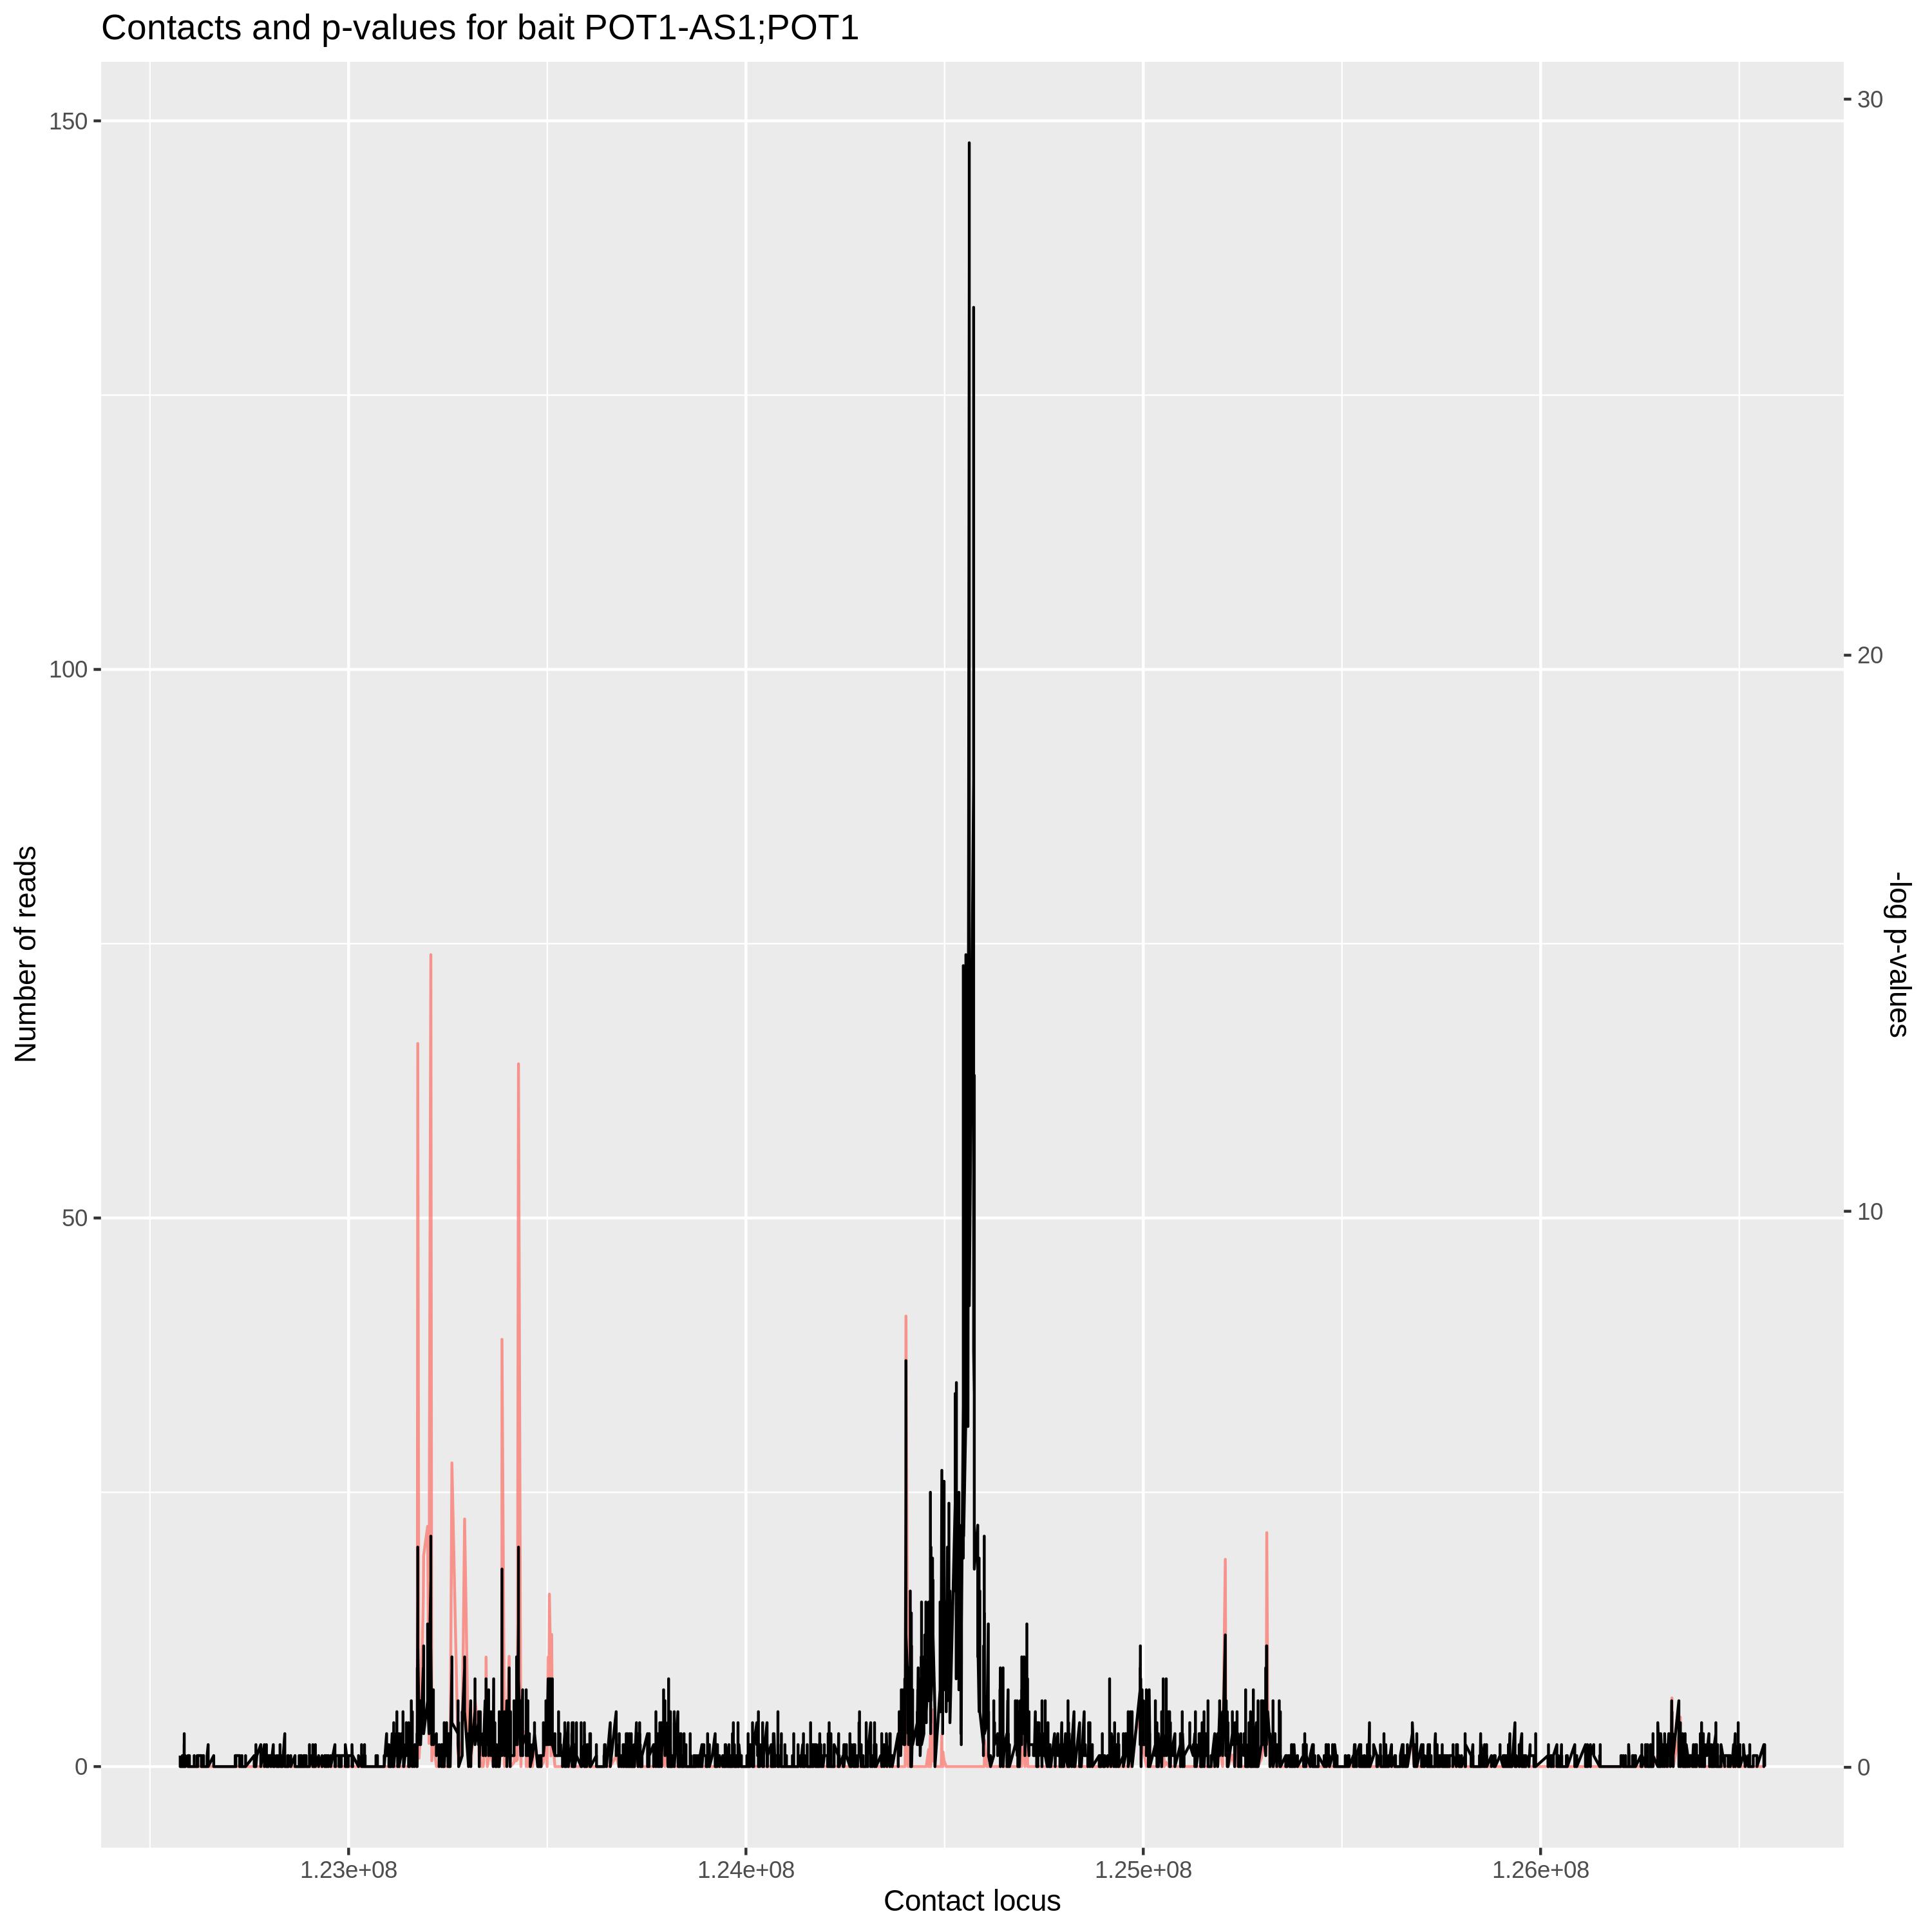 Contacts and p-values for bait POT1-AS1;POT1
150
100
50
0
30
20
10
0
Number of reads
-log p-values
1.23e+08
1.24e+08
1.25e+08
1.26e+08
Contact locus